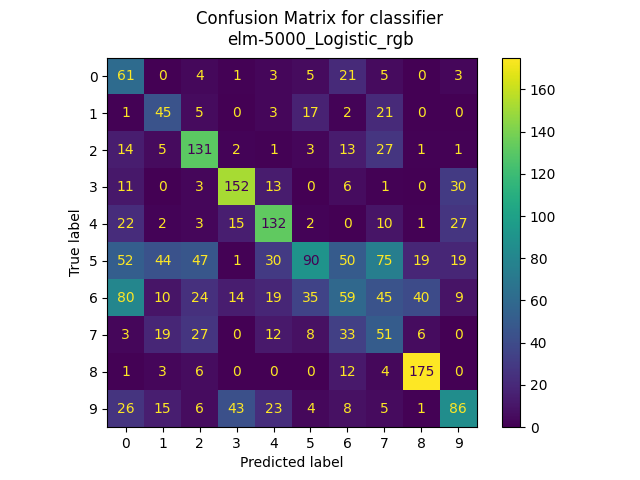 Confusion Matrix for classifier
elm-5000_Logistic_rgb
0 61 0 4 1 3 5 21 5 0 3
1 1 45 5 0 3 17 2 21 0 0
2 14 5 131 2 1 3 13 27 1 1
3 11 0 3 152 13 0 6 1 0 30
4 22 2 3 15 132 2 0 10 1 27
5 52 44 47 1 30 90 50 75 19 19
6 80 10 24 14 19 35 59 45 40 9
7 3 19 27 0 12 8 33 51 6 0
8 1 3 6 0 0 0 12 4 175 0
9 26 15 6 43 23 4 8 5 1 86
0 1 2 3 4 5 6 7 8 9
Predicted label
True label
160
140
120
100
80
60
40
20
0